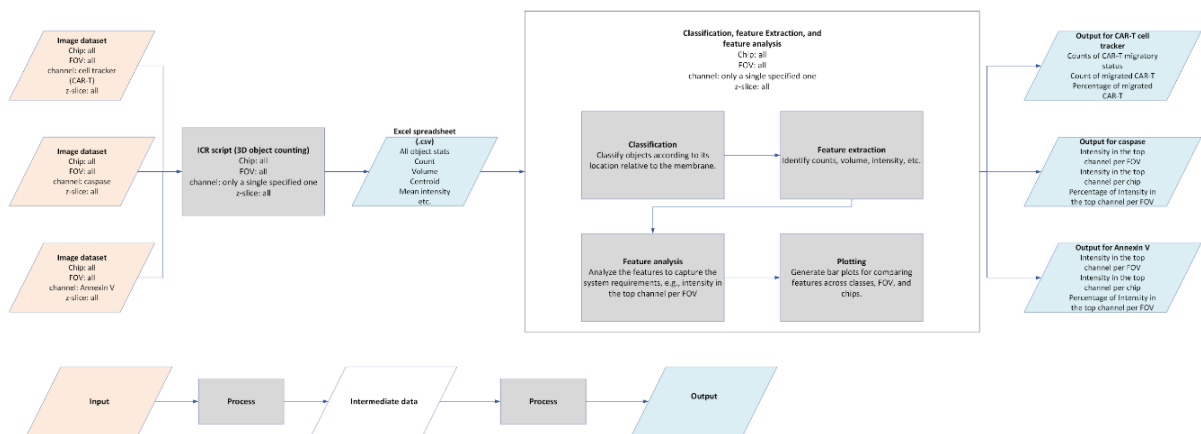 Image dataset
Chip: all
FOV: all
channel: cell tracker
(CAR-T)
z-slice: all
Image dataset
Chip: all
FOV: all
channel: caspase
z-slice: all
Image dataset
Chip: all
FOV: all
channel: Annexin V
z-slice: all
ICR script (3D object counting)
Chip: all
FOV: all
channel: only a single specified one
z-slice: all
Excel spreadsheet
(.csv)
All object stats
Count
Volume
Centroid
Mean intensity
etc.
Classification, feature Extraction, and
feature analysis
Chip: all
FOV: all
channel: only a single specified one
z-slice: all
Classification
Classify objects according to its
location relative to the membrane.
Feature extraction
Identify counts, volume, intensity, etc.
Feature analysis
Analyze the features to capture the
system requirements, e.g., intensity in
the top channel per FOV
Plotting
Generate bar plots for comparing
features across classes, FOV, and
chips.
Output for CAR-T cell
tracker
Counts of CAR-T migratory
status
Count of migrated CAR-T
Percentage of migrated
CAR-T
Output for caspase
Intensity in the top
channel per FOV
Intensity in the top
channel per chip
Percentage of Intensity in
the top channel per FOV
Output for Annexin V
Intensity in the top
channel per FOV
Intensity in the top
channel per chip
Percentage of Intensity in
the top channel per FOV
Input
Process
Intermediate data
Process
Output